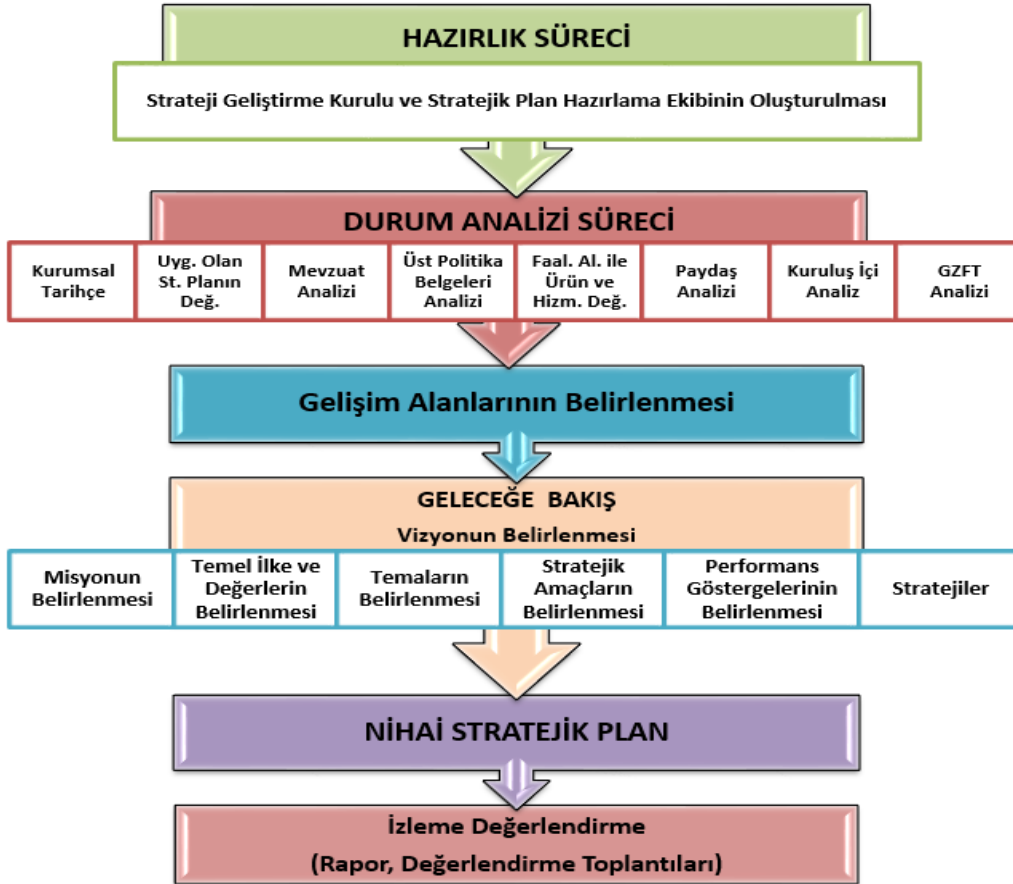 HAZIRLIK SÜRECİ
Strateji Geliştirme Kurulu ve Stratejik Plan Hazırlama Ekibinin Oluşturulması
DURUM ANALİZİ SÜRECİ
Kurumsal
Tarihçe
Uyg. Olan
St. Planın
Değ.
Mevzuat
Analizi
Üst Politika
Belgeleri
Analizi
Faal. Al. ile
Ürün ve
Hizm. Değ.
Paydaş
Analizi
Kuruluş İçi
Analiz
GZFT
Analizi
Gelişim Alanlarının Belirlenmesi
GELECEĞE BAKIŞ
Vizyonun Belirlenmesi
Misyonun
Belirlenmesi
Temel İlke ve
Değerlerin
Belirlenmesi
Temaların
Belirlenmesi
Stratejik
Amaçların
Belirlenmesi
Performans
Göstergelerinin
Belirlenmesi
Stratejiler
NİHAİ STRATEJİK PLAN
İzleme Değerlendirme
(Rapor, Değerlendirme Toplantıları)